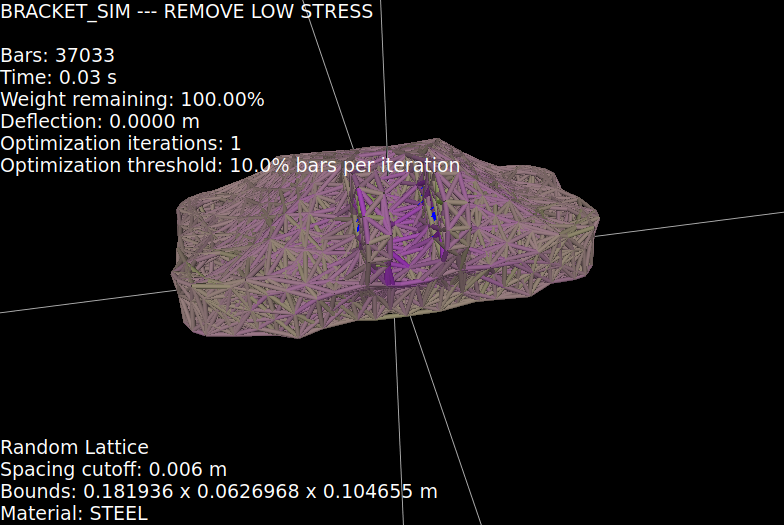 BRACKET_SIM --- REMOVE LOW STRESS
Bars: 37033
Time: 0.03 s
Weight remaining: 100.00%
Deflection: 0.0000 m
Optimization iterations: 1
Optimization threshold: 10.0% bars per iteration
Random Lattice
Spacing cutoff: 0.006 m
Bounds: 0.181936 x 0.0626968 x 0.104655 m
Material: STEEL